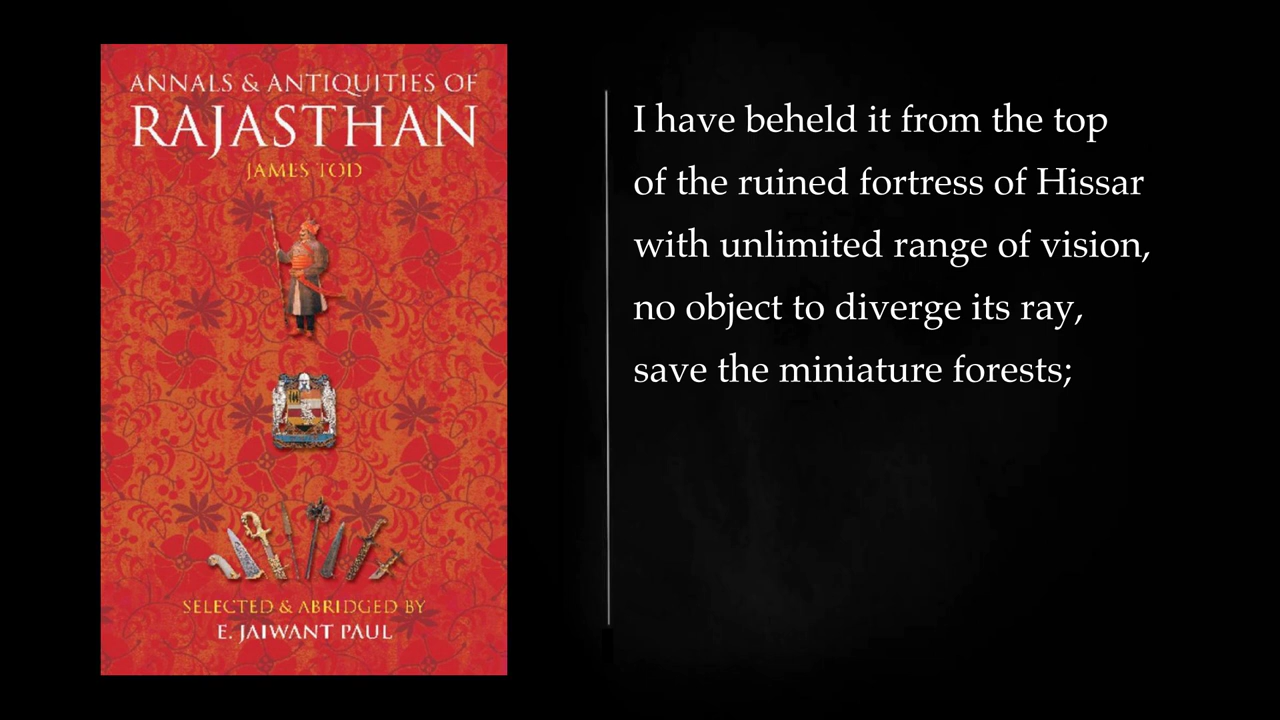 ANNALS & ANTIQUITIES OF
RAJASTHAN
JAMES TOD
SELECTED & ABRIDGED BY
E. JAIWANT PAUL
I have beheld it from the top
of the ruined fortress of Hissar
with unlimited range of vision,
no object to diverge its ray,
save the miniature forests;